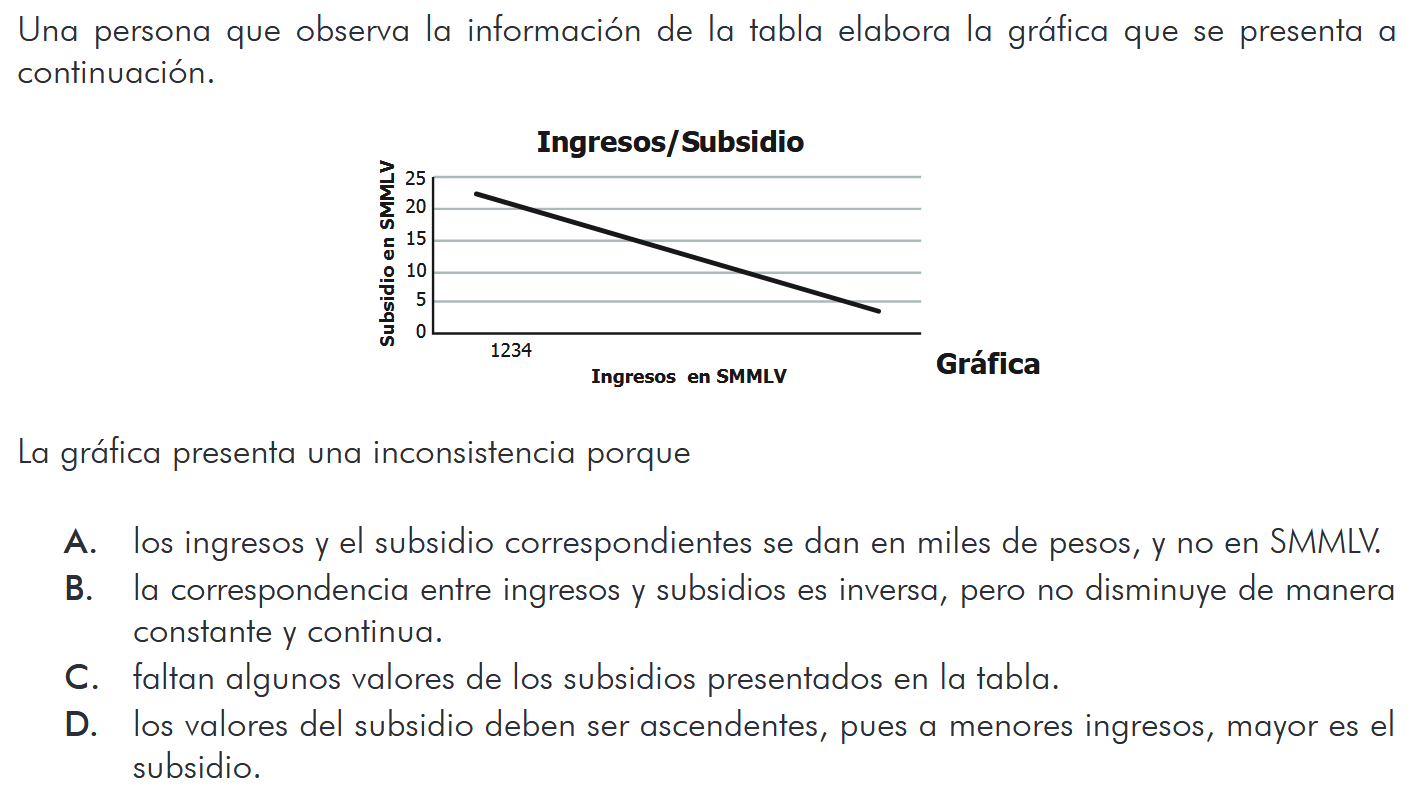 Una persona que observa la información de la tabla elabora la gráfica que se presenta a
continuación.
Ingresos/Subsidio
Subsidio en SMMLV
25
20
15
10
5
0
1234
Ingresos en SMMLV
Gráfica
La gráfica presenta una inconsistencia porque
A. los ingresos y el subsidio correspondientes se dan en miles de pesos, y no en SMMLV.
B. la correspondencia entre ingresos y subsidios es inversa, pero no disminuye de manera
constante y continua.
C. faltan algunos valores de los subsidios presentados en la tabla.
D. los valores del subsidio deben ser ascendentes, pues a menores ingresos, mayor es el
subsidio.